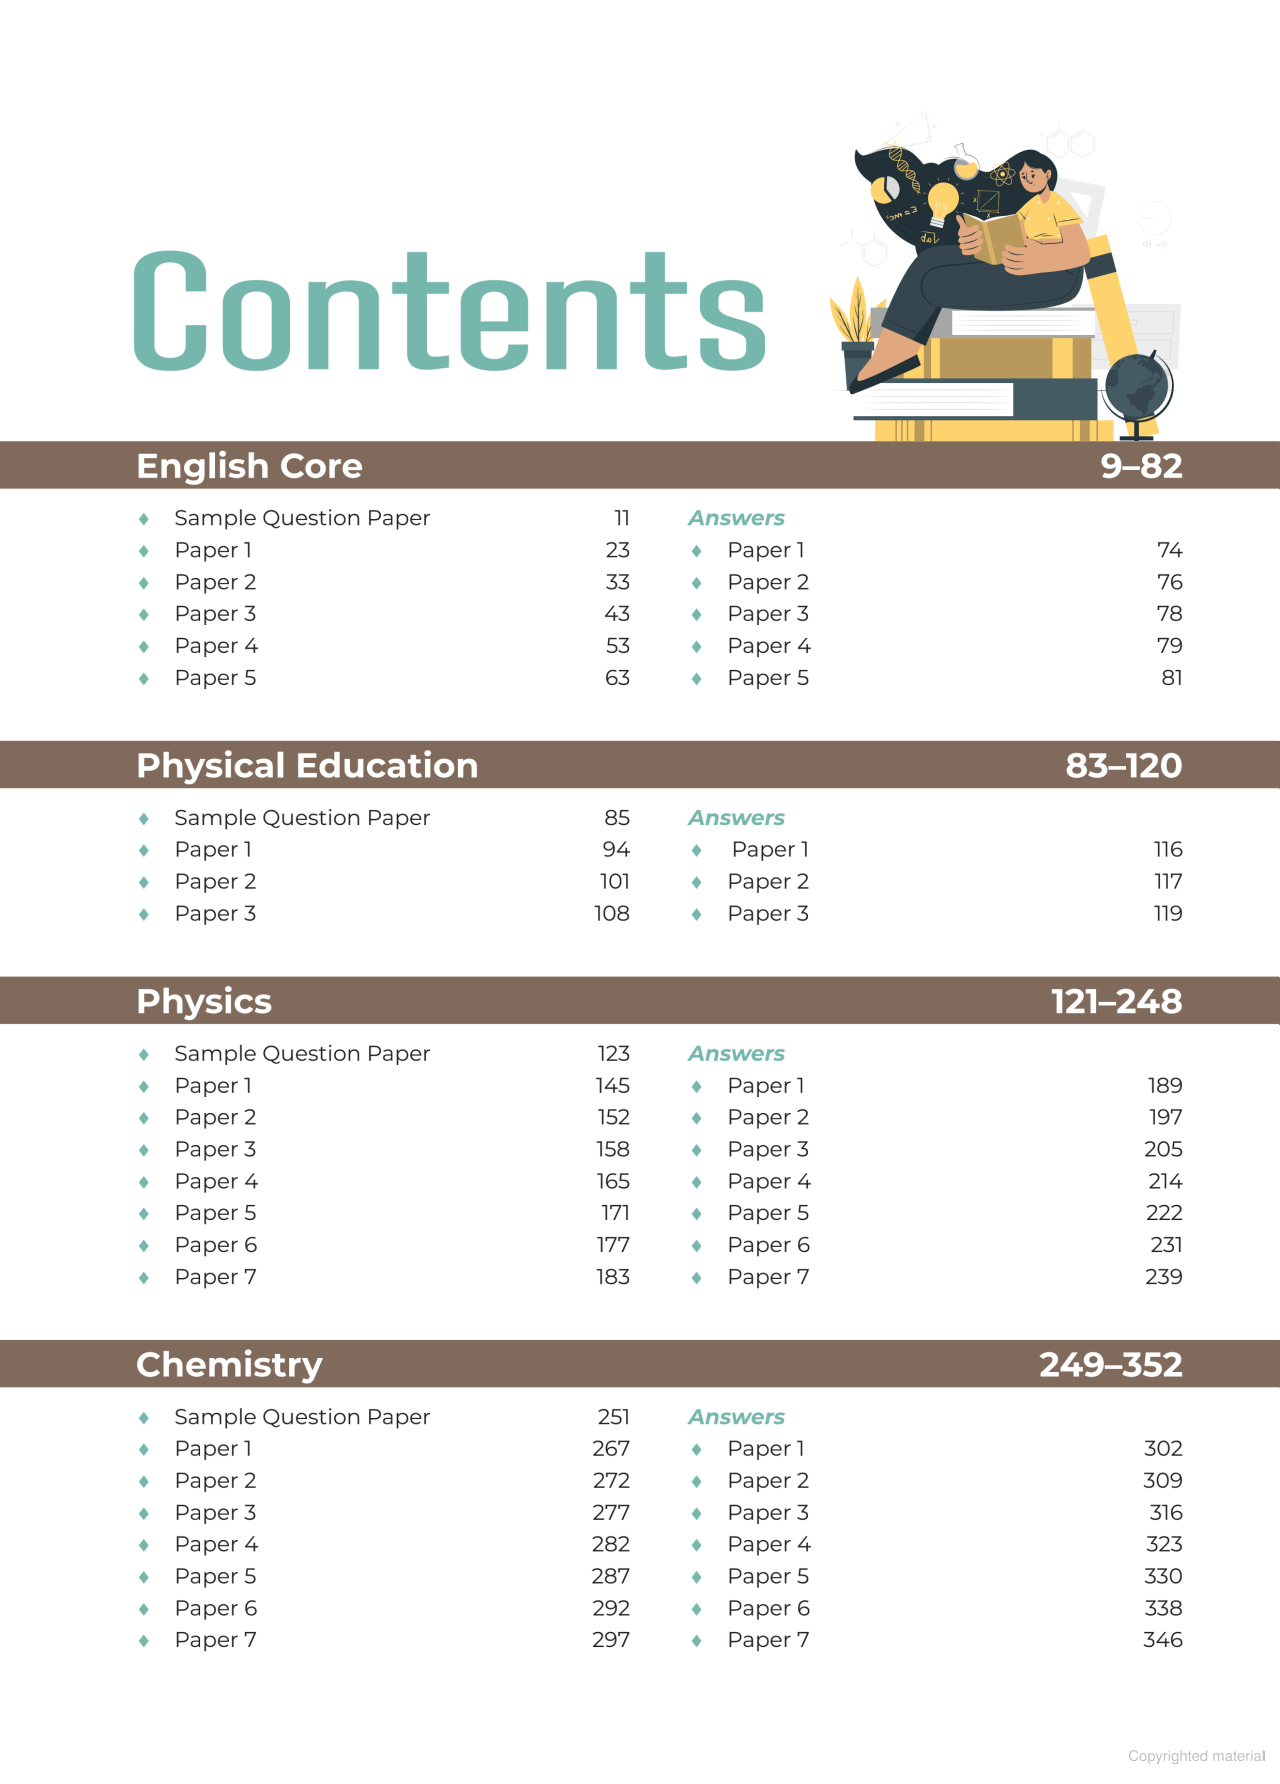 Contents
English Core 9–82
Sample Question Paper 11
Paper 1 23
Paper 2 33
Paper 3 43
Paper 4 53
Paper 5 63
Answers
Paper 1 74
Paper 2 76
Paper 3 78
Paper 4 79
Paper 5 81
Physical Education 83–120
Sample Question Paper 85
Paper 1 94
Paper 2 101
Paper 3 108
Answers
Paper 1 116
Paper 2 117
Paper 3 119
Physics 121–248
Sample Question Paper 123
Paper 1 145
Paper 2 152
Paper 3 158
Paper 4 165
Paper 5 171
Paper 6 177
Paper 7 183
Answers
Paper 1 189
Paper 2 197
Paper 3 205
Paper 4 214
Paper 5 222
Paper 6 231
Paper 7 239
Chemistry 249–352
Sample Question Paper 251
Paper 1 267
Paper 2 272
Paper 3 277
Paper 4 282
Paper 5 287
Paper 6 292
Paper 7 297
Answers
Paper 1 302
Paper 2 309
Paper 3 316
Paper 4 323
Paper 5 330
Paper 6 338
Paper 7 346
Copyrighted material